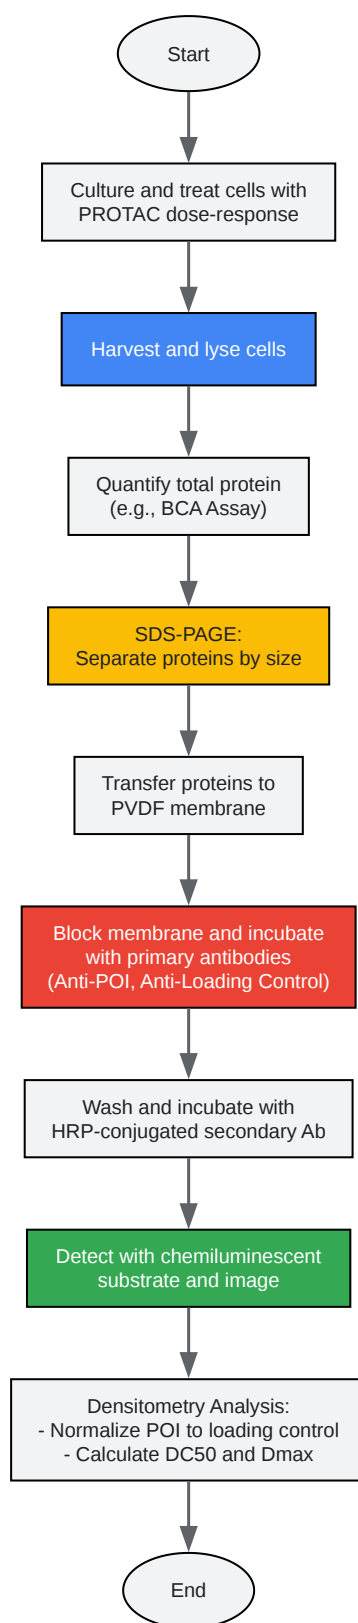 Start
Culture and treat cells with
PROTAC dose-response
Harvest and lyse cells
Quantify total protein
(e.g., BCA Assay)
SDS-PAGE:
Separate proteins by size
Transfer proteins to
PVDF membrane
Block membrane and incubate
with primary antibodies
(Anti-POI, Anti-Loading Control)
Wash and incubate with
HRP-conjugated secondary Ab
Detect with chemiluminescent
substrate and image
Densitometry Analysis:
- Normalize POI to loading control
- Calculate DC50 and Dmax
End